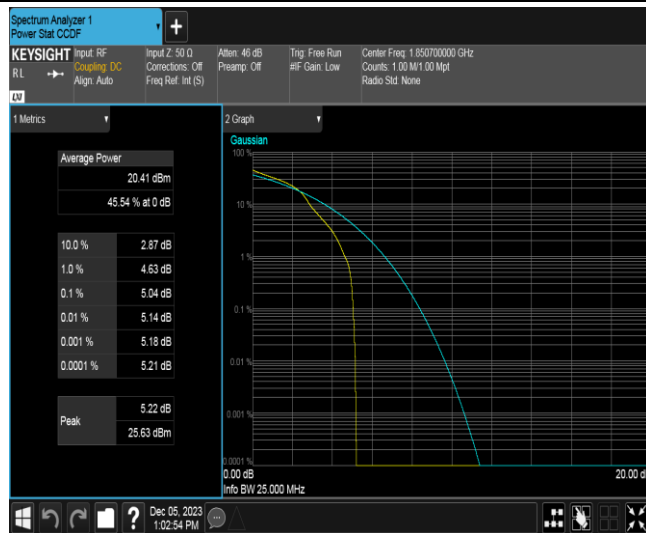 Spectrum Analyzer 1
Power Stat CCDF
+
KEYSIGHT
RL
Input: RF
Coupling: DC
Align: Auto
Input Z: 50 Ω
Corrections: Off
Freq Ref: Int (S)
Atten: 46 dB
Preamp: Off
Trig: Free Run
#IF Gain: Low
Center Freq: 1.850700000 GHz
Counts: 1.00 M/1.00 Mpt
Radio Std: None
1 Metrics
Average Power
20.41 dBm
45.54 % at 0 dB
10.0 % 2.87 dB
1.0 % 4.63 dB
0.1 % 5.04 dB
0.01 % 5.14 dB
0.001 % 5.18 dB
0.0001 % 5.21 dB
Peak
5.22 dB
25.63 dBm
2 Graph
Gaussian
100 %
10 %
1 %
0.1 %
0.01 %
0.001 %
0.0001 %
0.00 dB
20.00 d
Info BW 25.000 MHz
?
Dec 05, 2023
1:02:54 PM